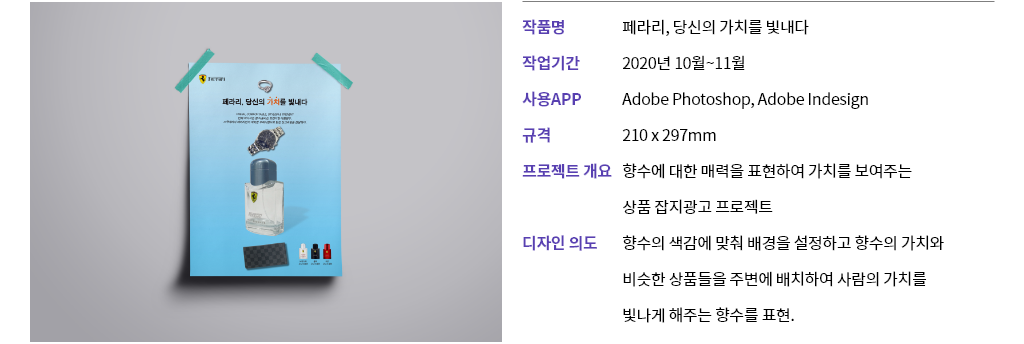 페라리, 당신의 가치를 빛내다
작품명 페라리, 당신의 가치를 빛내다
작업기간 2020년 10월~11월
사용APP Adobe Photoshop, Adobe Indesign
규격 210 x 297mm
프로젝트 개요 향수에 대한 매력을 표현하여 가치를 보여주는
상품 잡지광고 프로젝트
디자인 의도 향수의 색감에 맞춰 배경을 설정하고 향수의 가치와
비슷한 상품들을 주변에 배치하여 사람의 가치를
빛나게 해주는 향수를 표현.